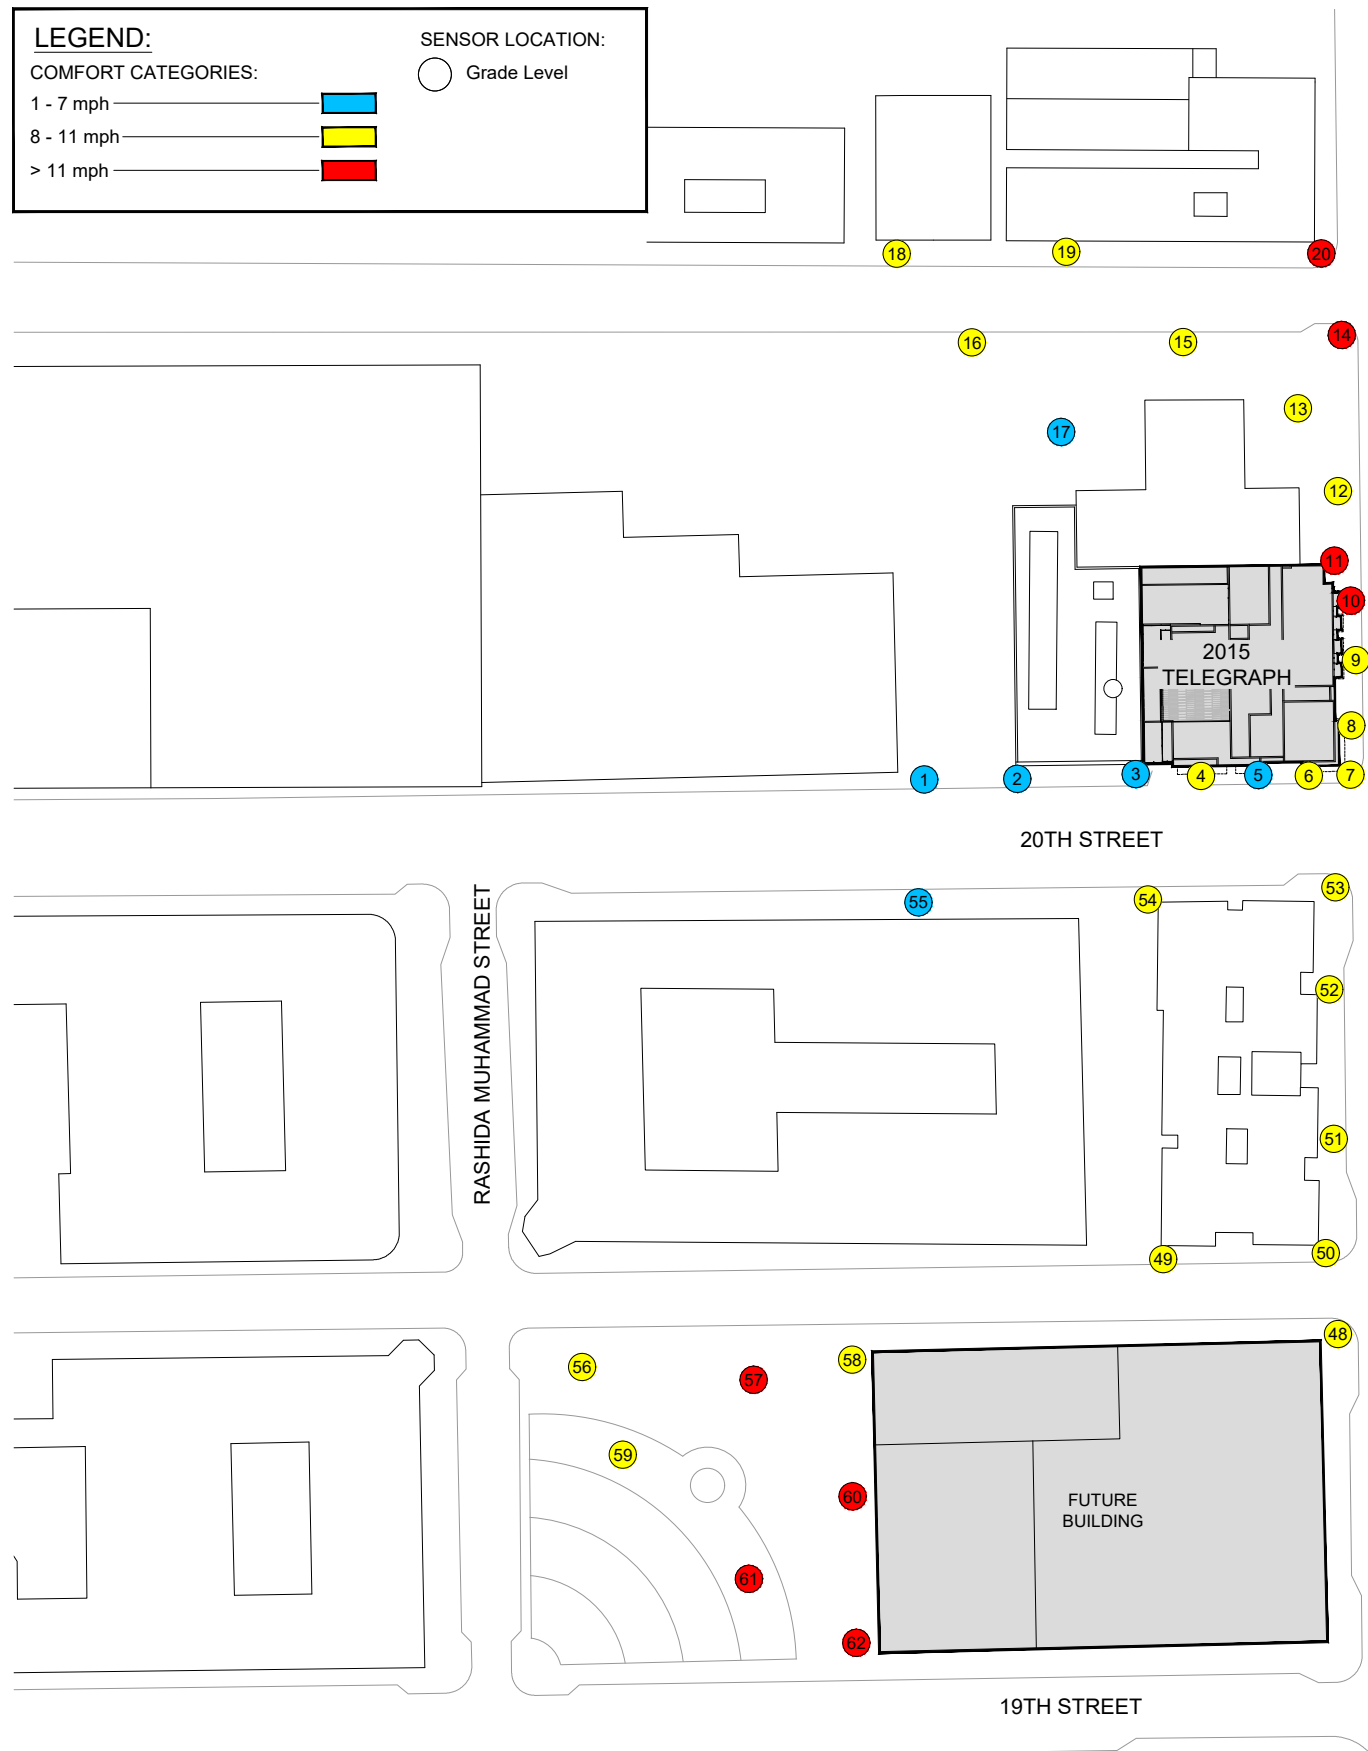 LEGEND:
COMFORT CATEGORIES:
1 - 7 mph
8 - 11 mph
> 11 mph
SENSOR LOCATION:
Grade Level
18
19
20
16
15
14
13
17
12
11
10
2015
TELEGRAPH
9
8
1
2
3
4
5
6
7
20TH STREET
RASHIDA MUHAMMAD STREET
55
54
53
52
51
49
50
48
56
57
58
59
60
FUTURE
BUILDING
61
62
19TH STREET